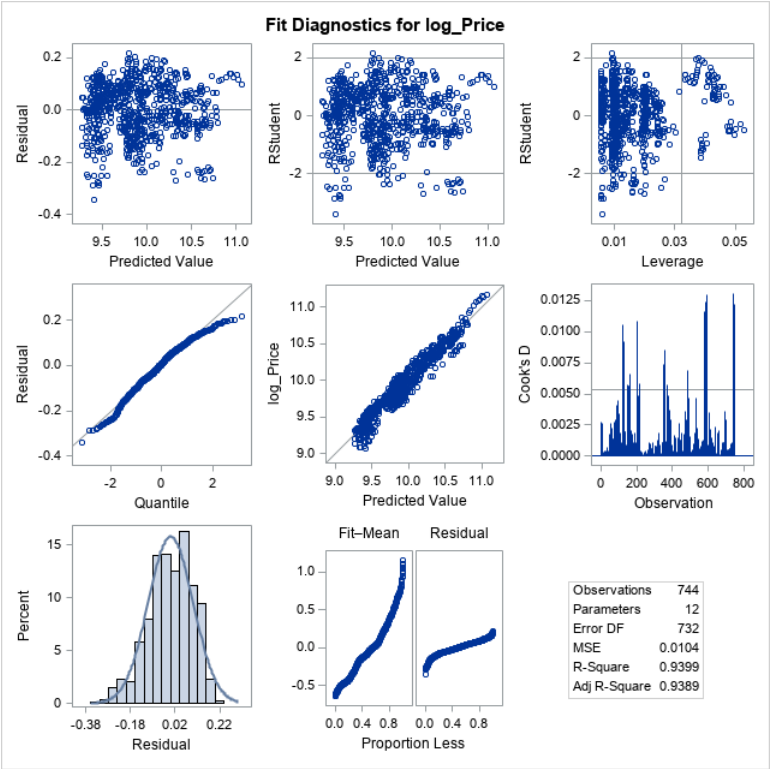 Fit Diagnostics for log_Price
0.2
0.0
-0.2
-0.4
Residual
9.5 10.0 10.5 11.0
Predicted Value
2
0
-2
RStudent
9.5 10.0 10.5 11.0
Predicted Value
2
0
-2
RStudent
0.01 0.03 0.05
Leverage
0.2
0.0
-0.2
-0.4
Residual
-2 0 2
Quantile
11.0
10.5
10.0
9.5
9.0
log_Price
9.0 9.5 10.0 10.5 11.0
Predicted Value
0.0125
0.0100
0.0075
0.0050
0.0025
0.0000
Cook's D
0 200 400 600 800
Observation
15
10
5
0
Percent
-0.38 -0.18 0.02 0.22
Residual
Fit–Mean Residual
1.0
0.5
0.0
-0.5
0.0 0.4 0.8 0.0 0.4 0.8
Proportion Less
Observations 744
Parameters 12
Error DF 732
MSE 0.0104
R-Square 0.9399
Adj R-Square 0.9389